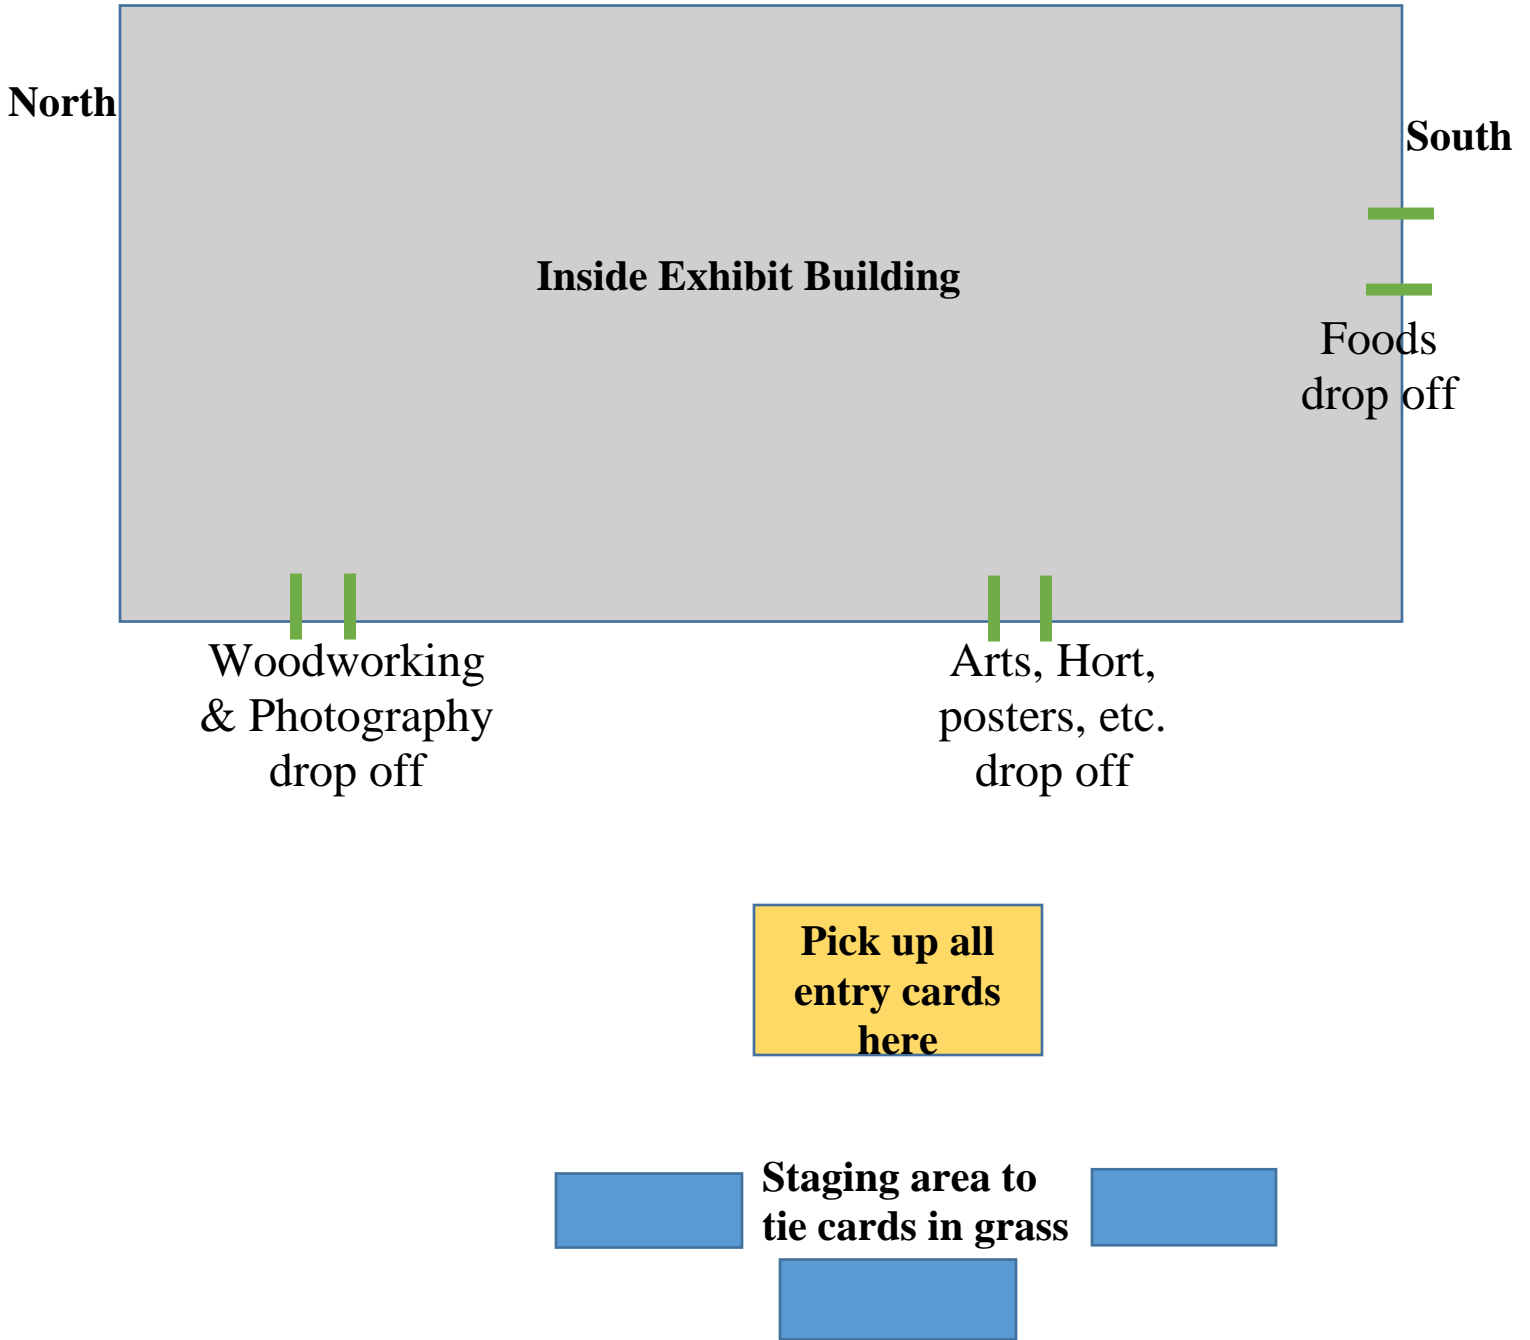 North
South
Inside Exhibit Building
Foods
drop off
Woodworking
& Photography
drop off
Arts, Hort,
posters, etc.
drop off
Pick up all
entry cards
here
Staging area to
tie cards in grass